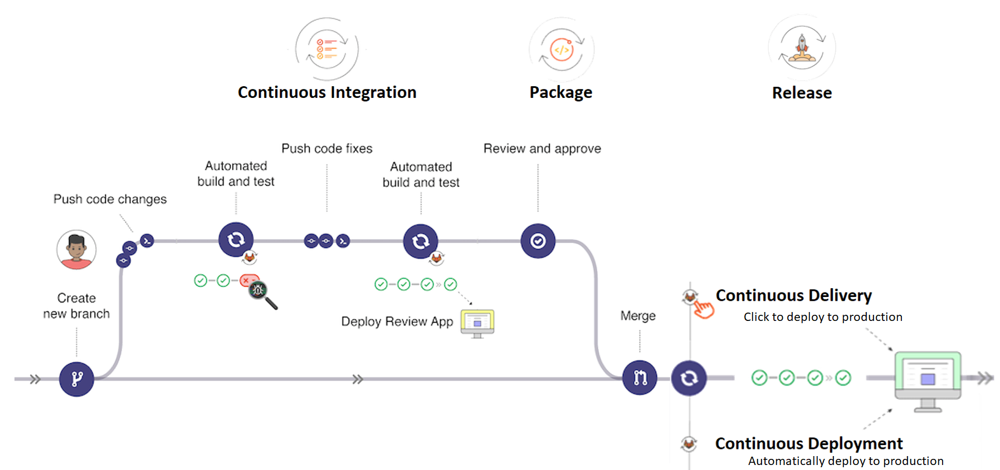 Continuous Integration
Package
Release
Push code fixes
Review and approve
Automated
build and test
Automated
build and test
Push code changes
Create
new branch
Deploy Review App
Merge
Continuous Delivery
Click to deploy to production
Continuous Deployment
Automatically deploy to production